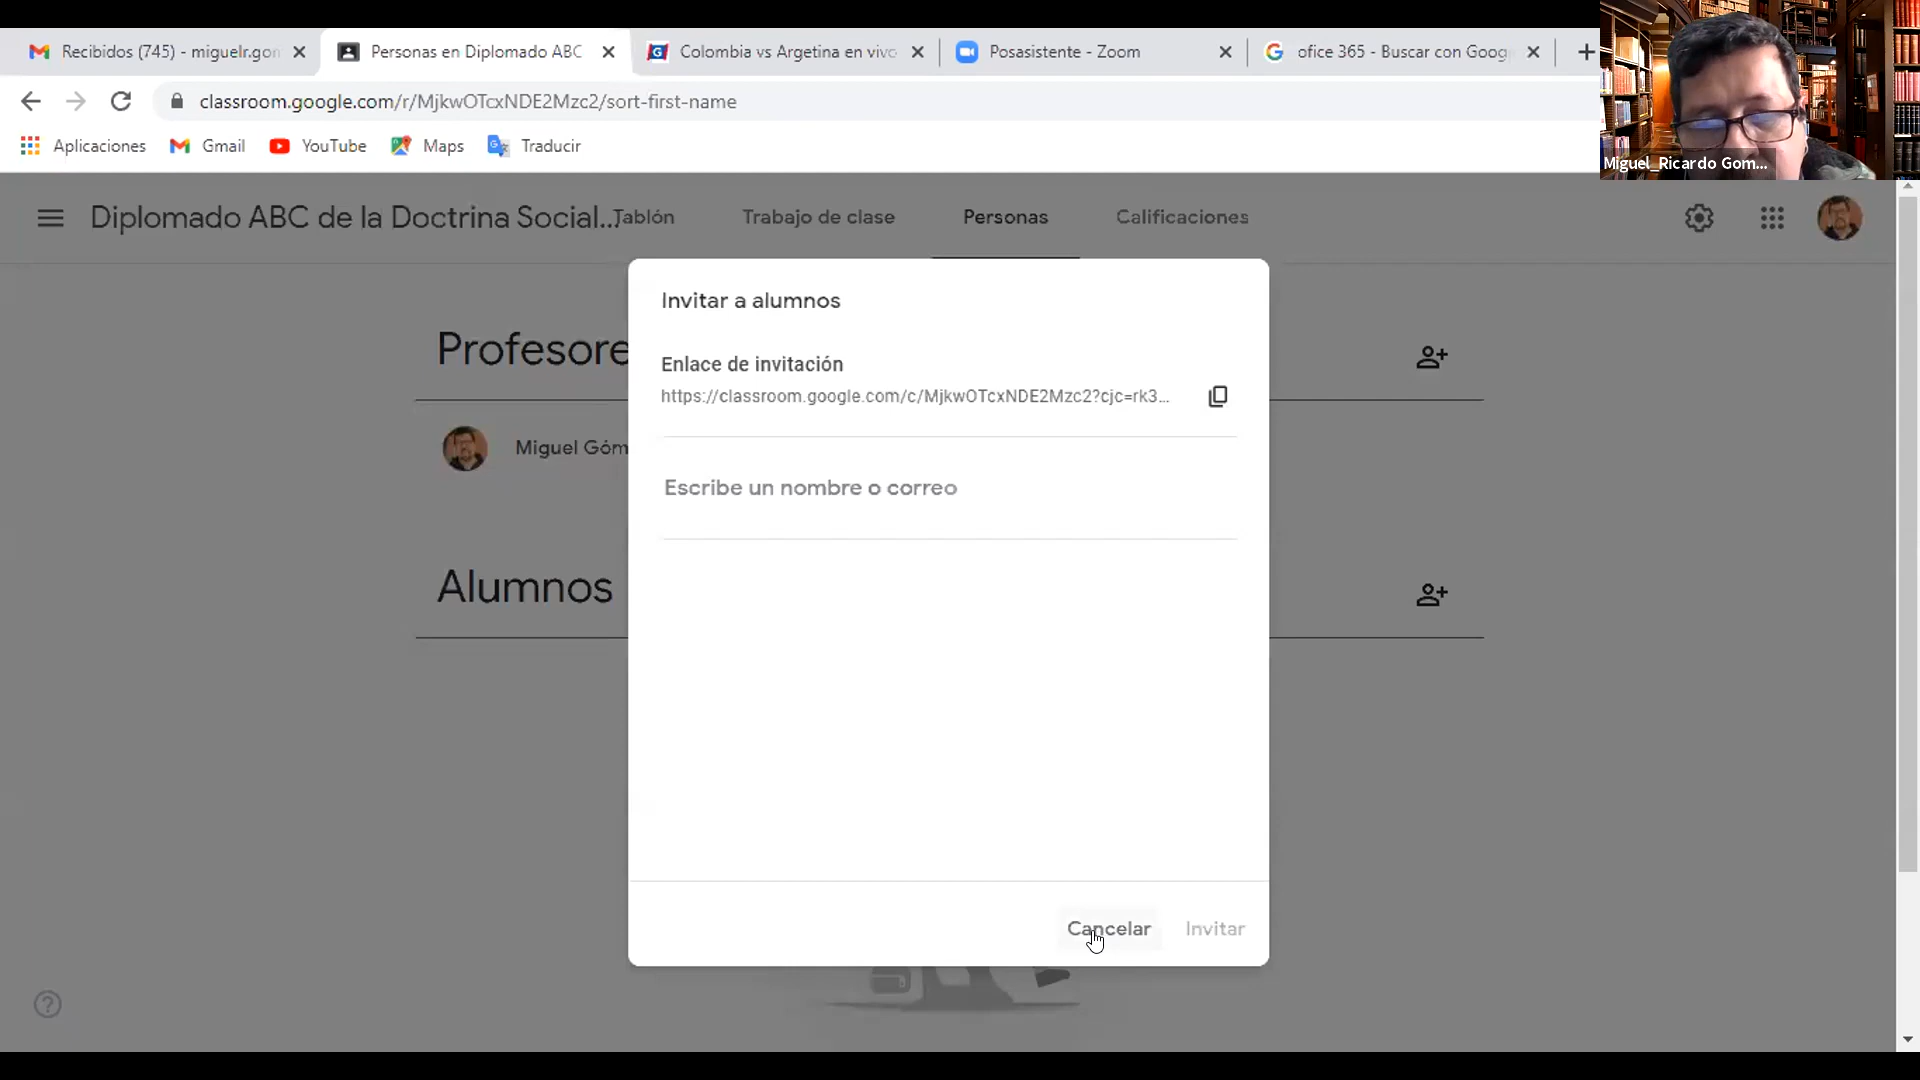 Recibidos (745) - miguelr.gon
Personas en Diplomado ABC
Colombia vs Argetina en vivo
Posasistente - Zoom
ofice 365 - Buscar con Googl
classroom.google.com/r/MjkwOTcxNDE2Mzc2/sort-first-name
Aplicaciones
Gmail
YouTube
Maps
Traducir
Miguel_Ricardo Gom...
Diplomado ABC de la Doctrina Social...
Tablón
Trabajo de clase
Personas
Calificaciones
Invitar a alumnos
Profesore
Enlace de invitación
https://classroom.google.com/c/MjkwOTcxNDE2Mzc2?cjc=rk3...
Miguel Góm
Escribe un nombre o correo
Alumnos
Cancelar
Invitar